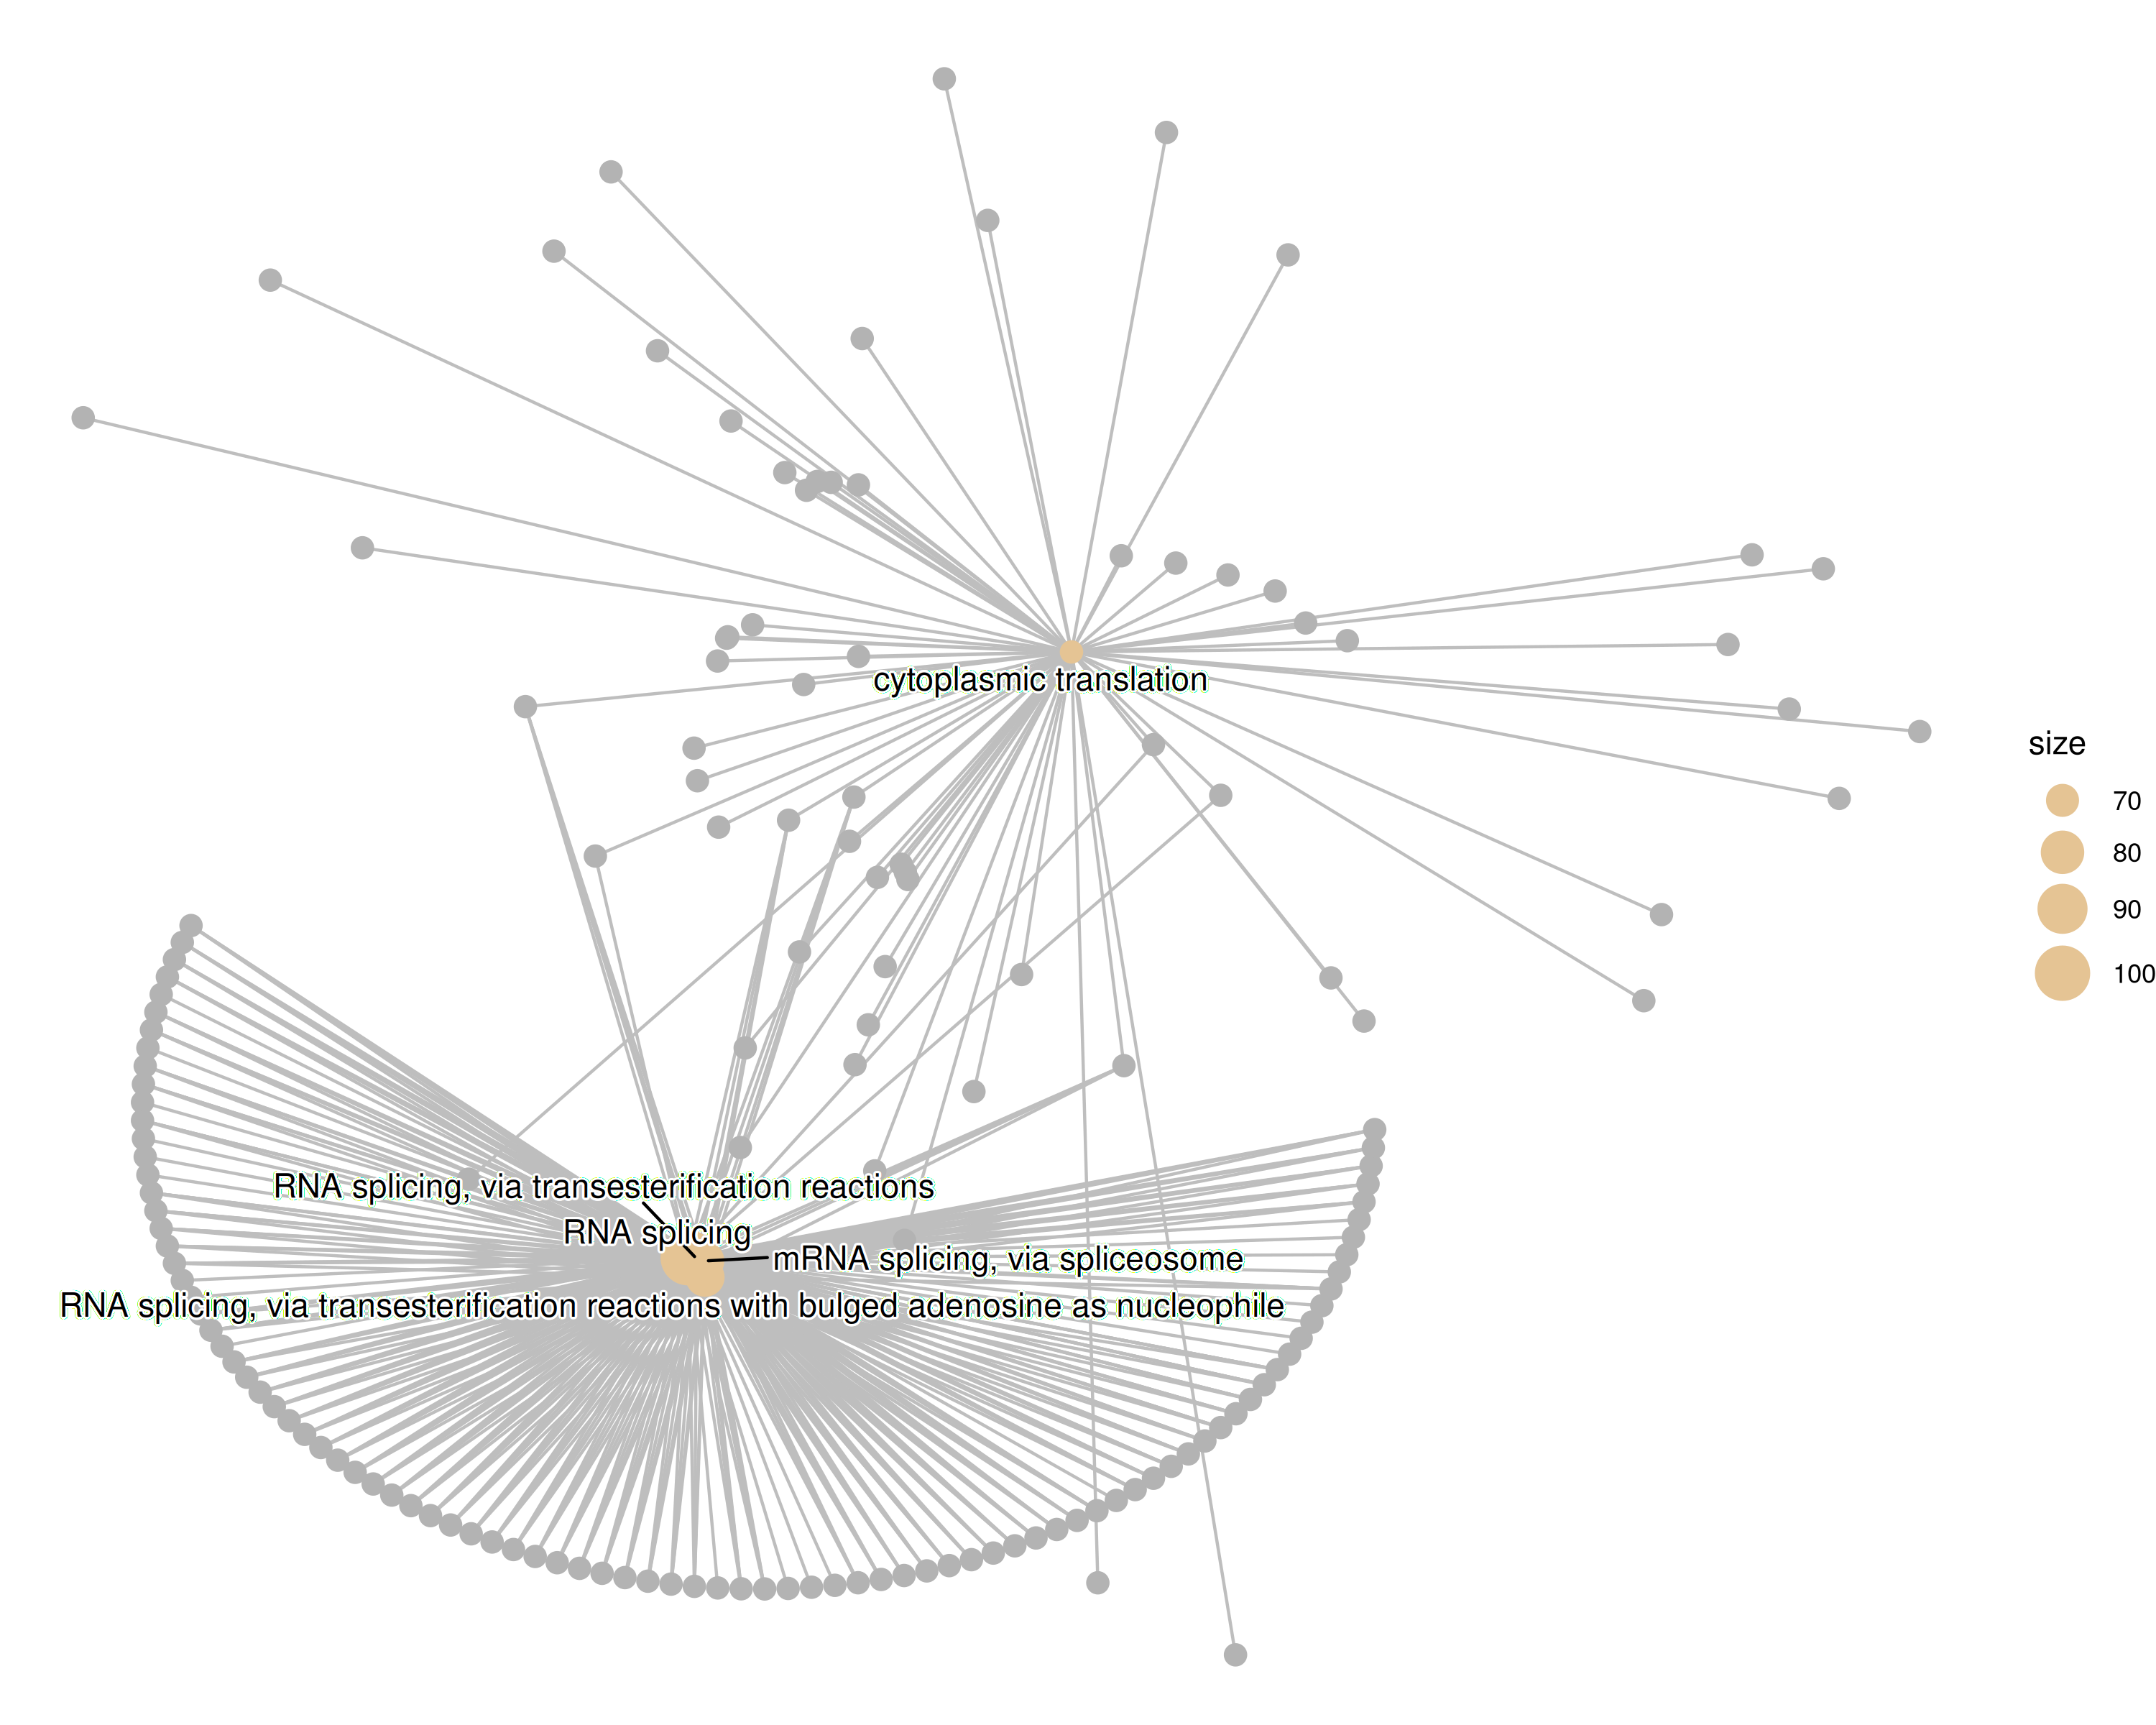 cytoplasmic translation
size
70
80
90
100
RNA splicing, via transesterification reactions
RNA splicing
mRNA splicing, via spliceosome
RNA splicing, via transesterification reactions with bulged adenosine as nucleophile